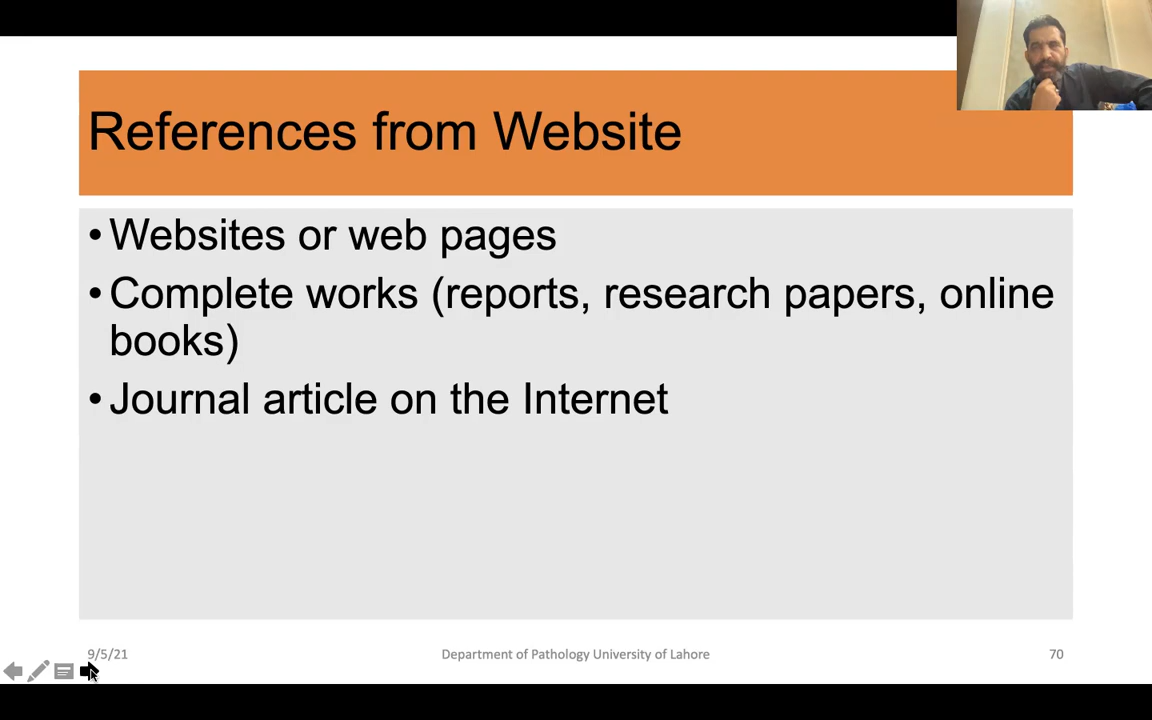 References from Website
•Websites or web pages
•Complete works (reports, research papers, online
books)
•Journal article on the Internet
9/5/21
Department of Pathology University of Lahore
70